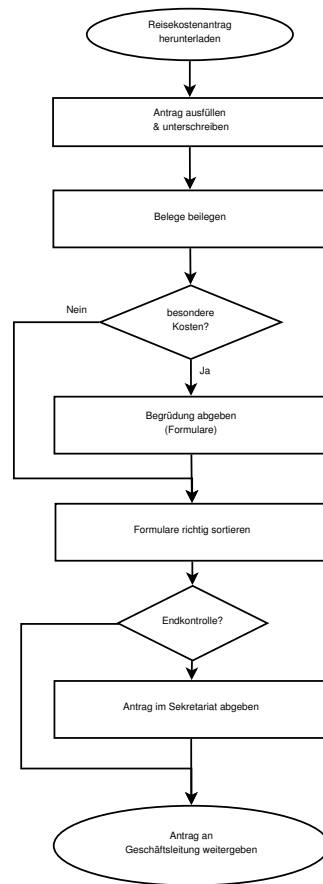 Reisekostenantrag
herunterladen
Antrag ausfüllen
& unterschreiben
Belege beilegen
besondere
Kosten?
Nein
Ja
Begrüdung abgeben
(Formulare)
Formulare richtig sortieren
Endkontrolle?
Antrag im Sekretariat abgeben
Antrag an
Geschäftsleitung weitergeben